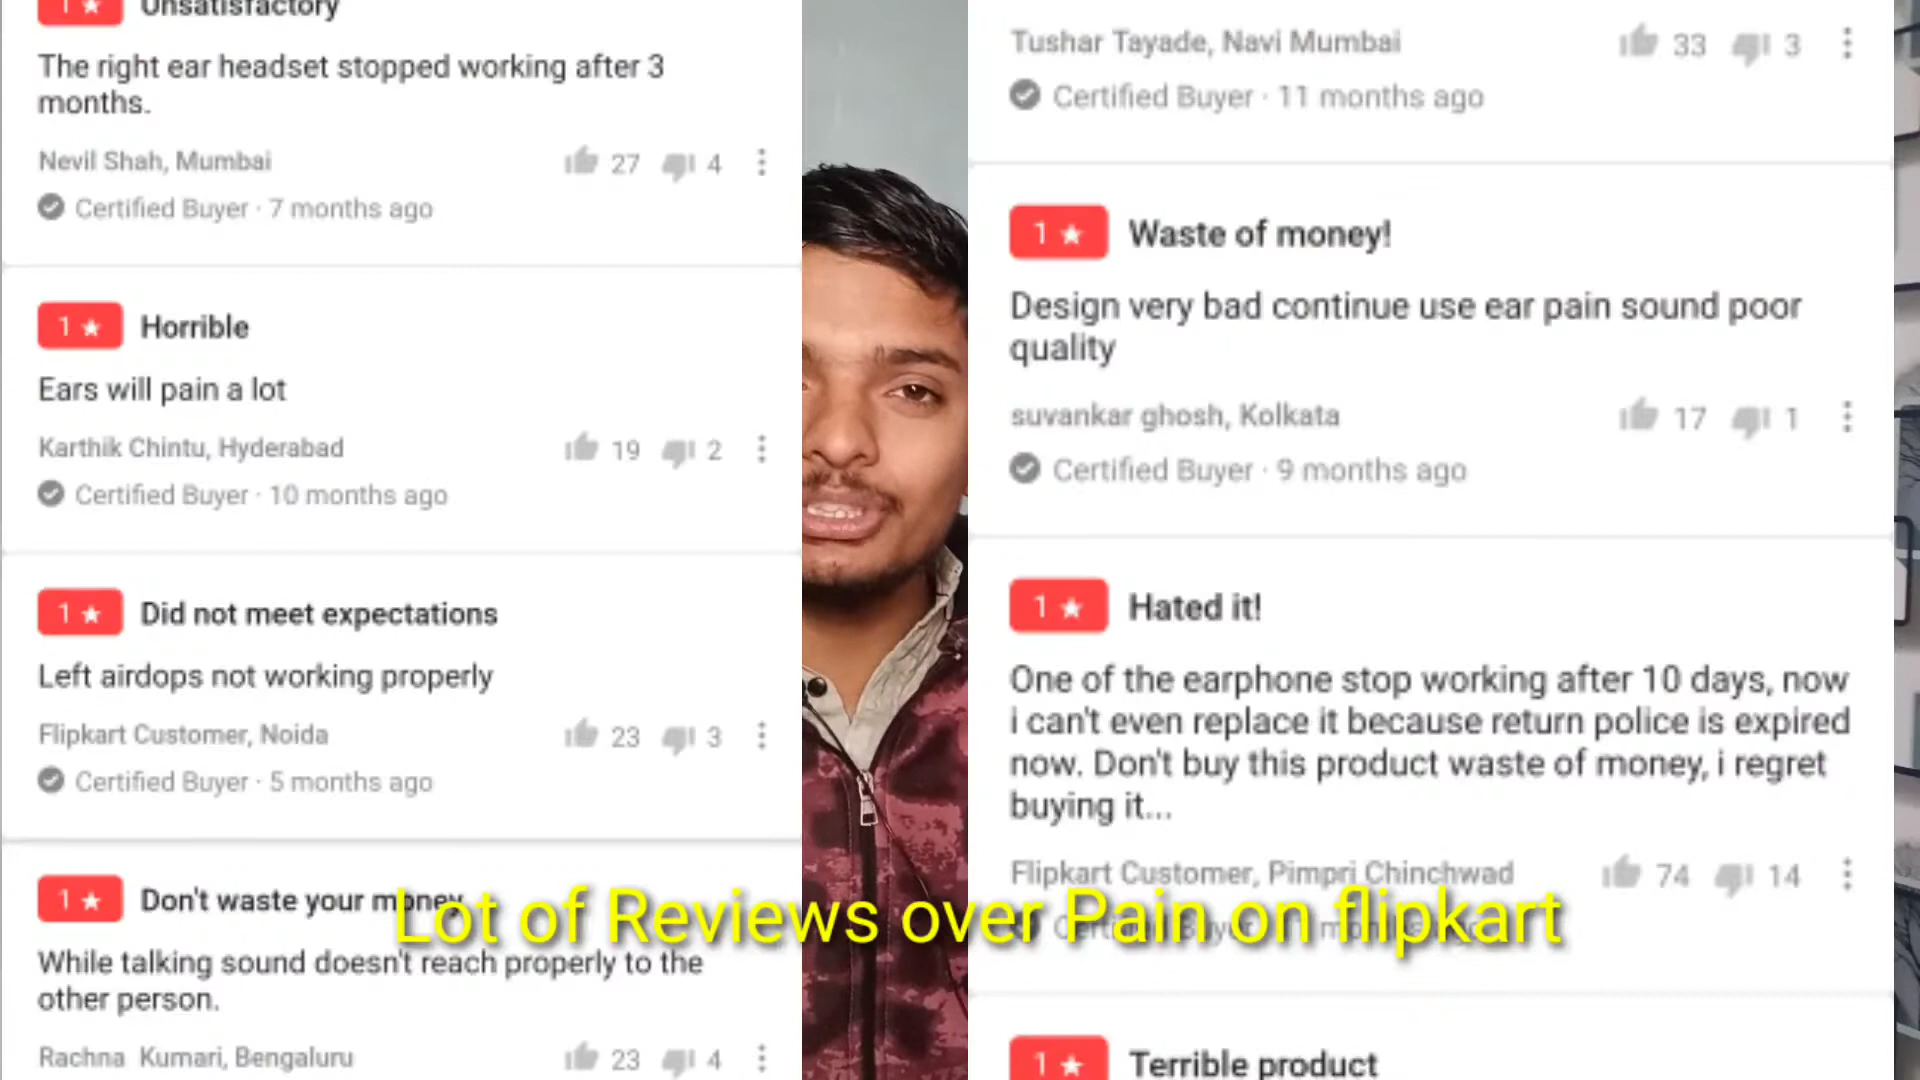 1★ Unsatisfactory
The right ear headset stopped working after 3
months.
Nevil Shah, Mumbai 27 4
Certified Buyer · 7 months ago
1★ Horrible
Ears will pain a lot
Karthik Chintu, Hyderabad 19 2
Certified Buyer · 10 months ago
1★ Did not meet expectations
Left airdops not working properly
Flipkart Customer, Noida 23 3
Certified Buyer · 5 months ago
1★ Don't waste your money
While talking sound doesn't reach properly to the
other person.
Rachna Kumari, Bengaluru 23 4
Tushar Tayade, Navi Mumbai 33 3
Certified Buyer · 11 months ago
1★ Waste of money!
Design very bad continue use ear pain sound poor
quality
suvankar ghosh, Kolkata 17 1
Certified Buyer · 9 months ago
1★ Hated it!
One of the earphone stop working after 10 days, now
i can't even replace it because return police is expired
now. Don't buy this product waste of money, i regret
buying it...
Flipkart Customer, Pimpri Chinchwad 74 14
1★ Terrible product
Lot of Reviews over Pain on flipkart